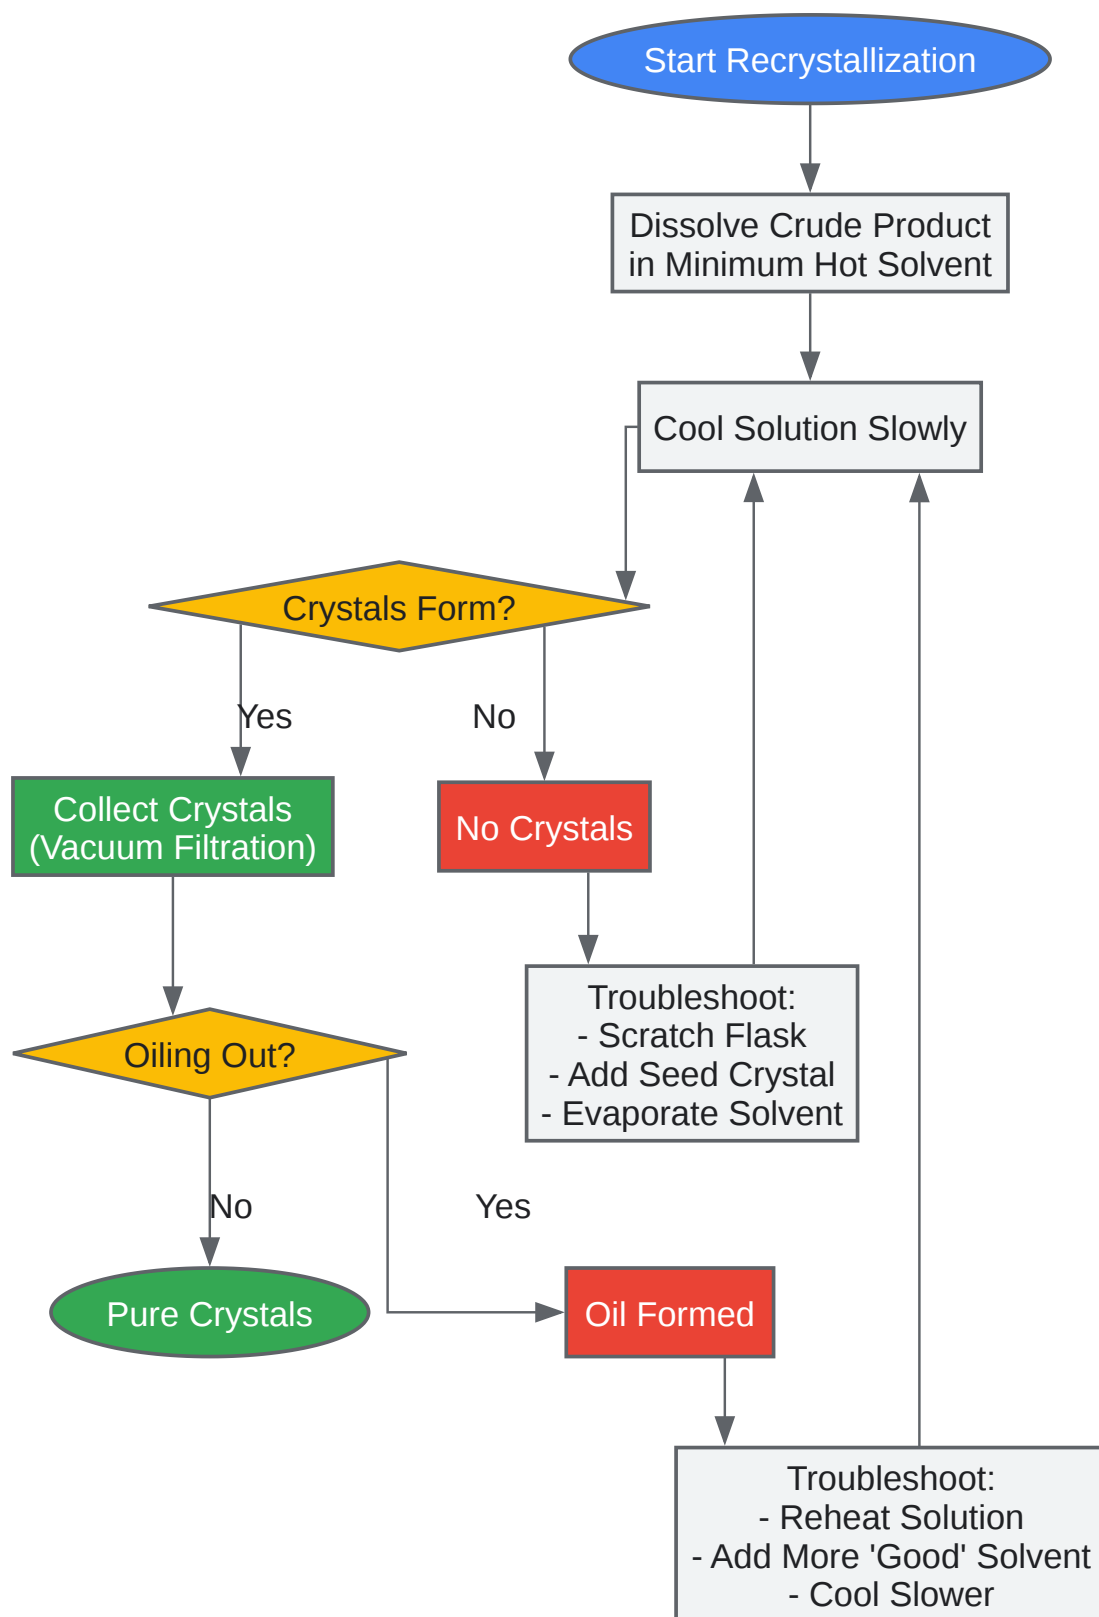 Start Recrystallization
Dissolve Crude Product
in Minimum Hot Solvent
Cool Solution Slowly
Crystals Form?
Yes
No
Collect Crystals
(Vacuum Filtration)
No Crystals
Troubleshoot:
- Scratch Flask
- Add Seed Crystal
- Evaporate Solvent
Oiling Out?
No
Yes
Pure Crystals
Oil Formed
Troubleshoot:
- Reheat Solution
- Add More 'Good' Solvent
- Cool Slower